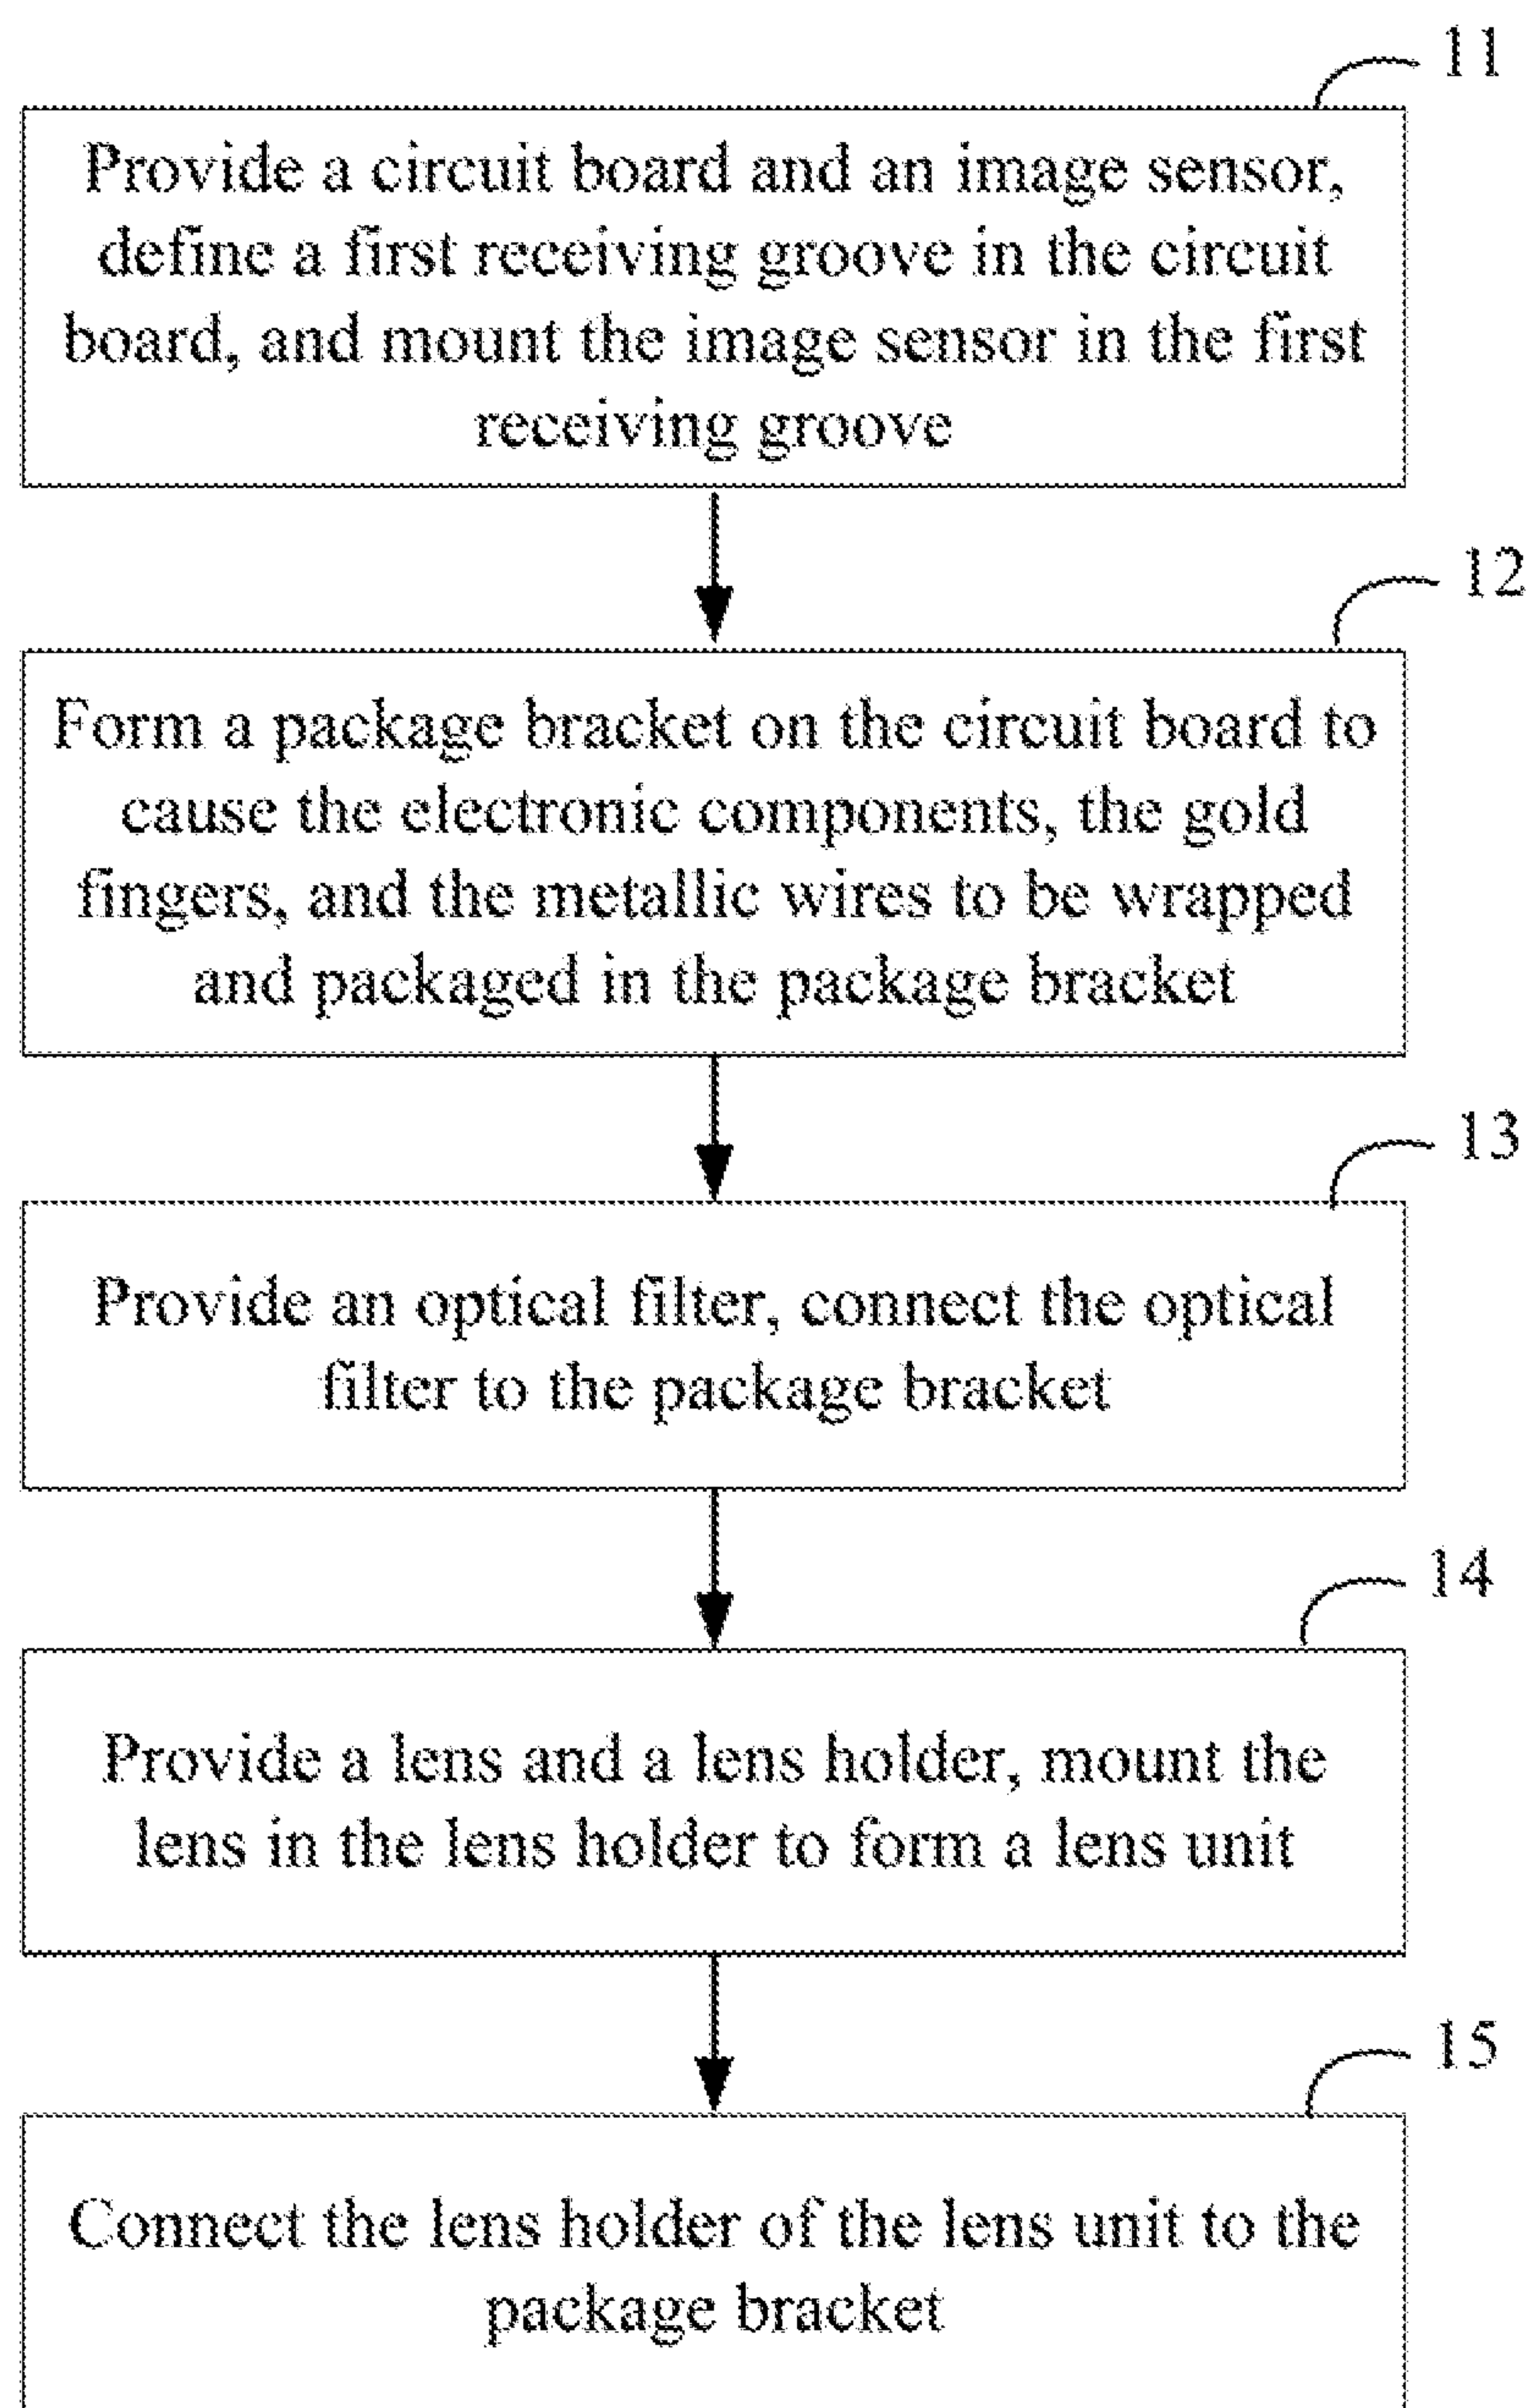 11
Provide a circuit board and an image sensor,
define a first receiving groove in the circuit
board, and mount the image sensor in the first
receiving groove
12
Form a package bracket on the circuit board to
cause the electronic components, the gold
fingers, and the metallic wires to be wrapped
and packaged in the package bracket
13
Provide an optical filter, connect the optical
filter to the package bracket
14
Provide a lens and a lens holder, mount the
lens in the lens holder to form a lens unit
15
Connect the lens holder of the lens unit to the
package bracket